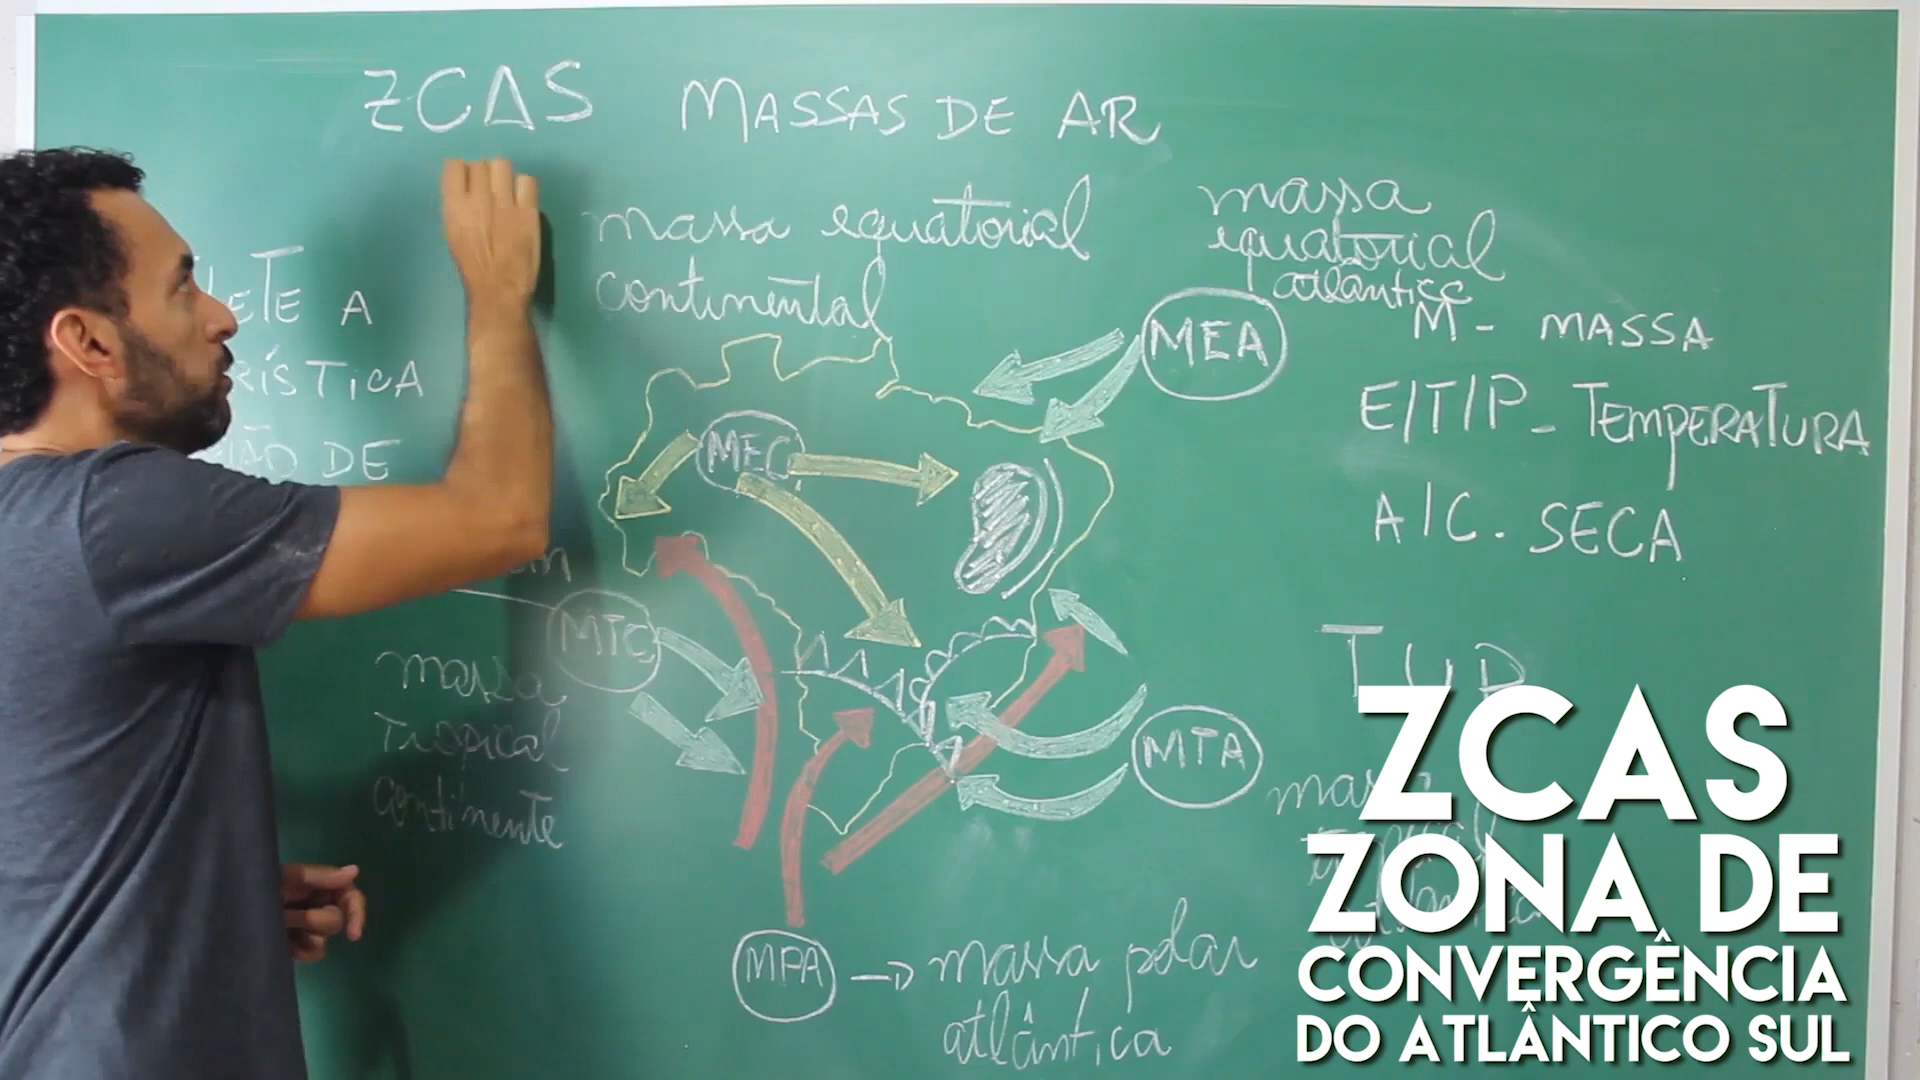 ZCAS MASSAS DE AR
massa equatorial
continental
massa
equatorial
atlântica
MEA
M - MASSA
E/T/P - TEMPERATURA
A/C. SECA
A
DE
MEC
MTC
massa
Tropical
continente
MTA
MPA → massa polar
atlântica
ZCAS
ZONA DE
CONVERGÊNCIA
DO ATLÂNTICO SUL